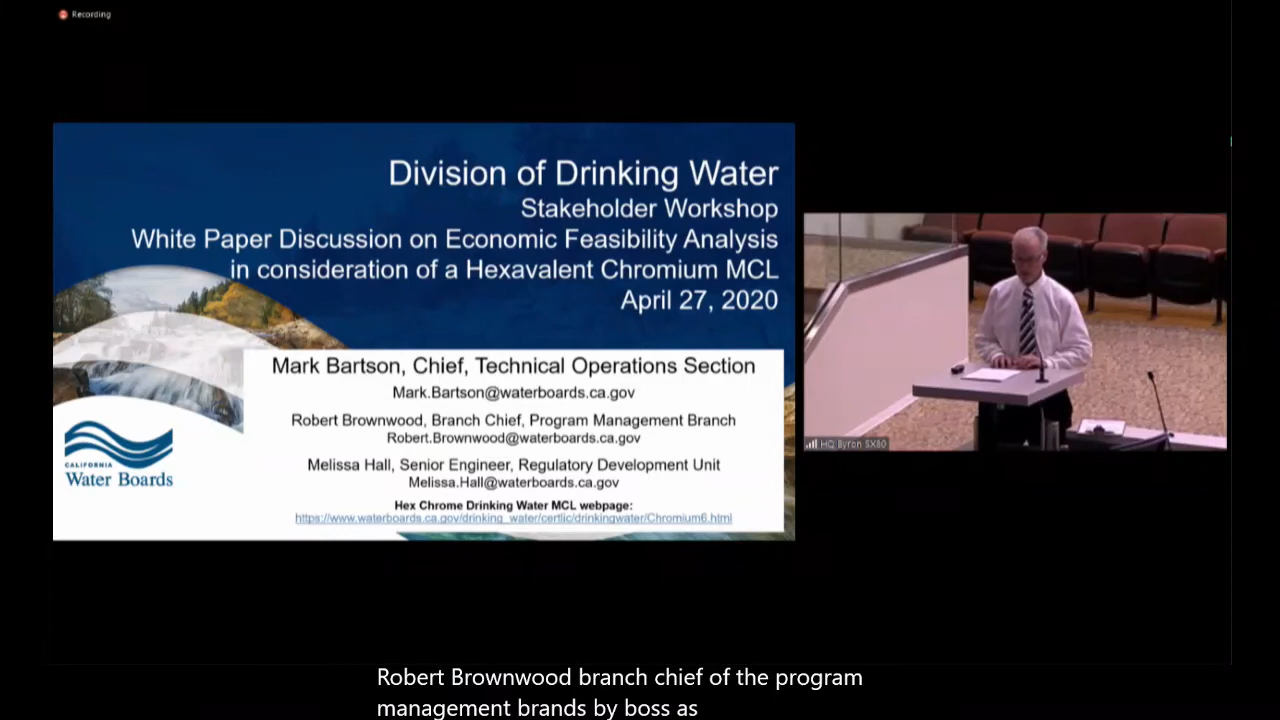 Recording
Division of Drinking Water
Stakeholder Workshop
White Paper Discussion on Economic Feasibility Analysis
in consideration of a Hexavalent Chromium MCL
April 27, 2020
Mark Bartson, Chief, Technical Operations Section
Mark.Bartson@waterboards.ca.gov
Robert Brownwood, Branch Chief, Program Management Branch
Robert.Brownwood@waterboards.ca.gov
Melissa Hall, Senior Engineer, Regulatory Development Unit
Melissa.Hall@waterboards.ca.gov
Hex Chrome Drinking Water MCL webpage:
https://www.waterboards.ca.gov/drinking_water/certlic/drinkingwater/Chromium6.html
CALIFORNIA
Water Boards
HQ Byron SX80
Robert Brownwood branch chief of the program
management brands by boss as